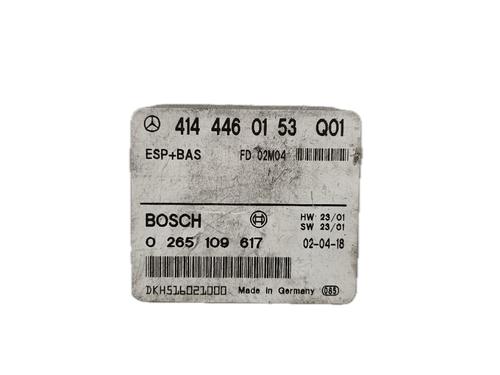 414 446 01 53 Q01
ESP+BAS FD 02M04
BOSCH HW 23/01
SW 23/01
0 265 109 617 02-04-18
DKH516021000 Made in Germany 085